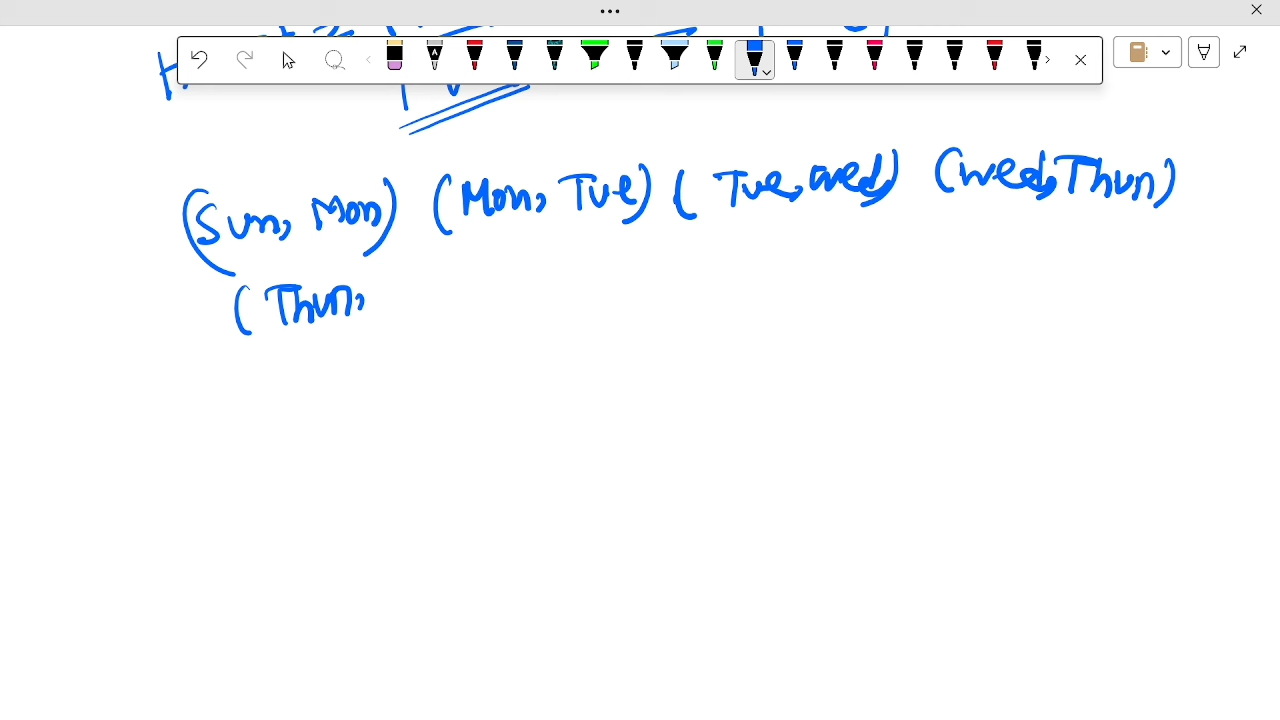 (Sun, Mon) (Mon, Tue) ( Tue, Wed) (Wed, Thur)
( Thur,